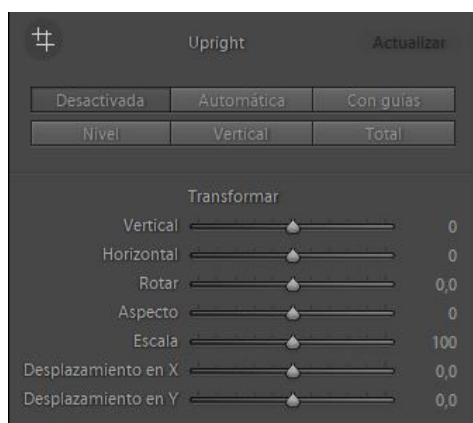 Upright Actualizar
Desactivada Automática Con guías
Nivel Vertical Total
Transformar
Vertical 0
Horizontal 0
Rotar 0,0
Aspecto 0
Escala 100
Desplazamiento en X 0,0
Desplazamiento en Y 0,0